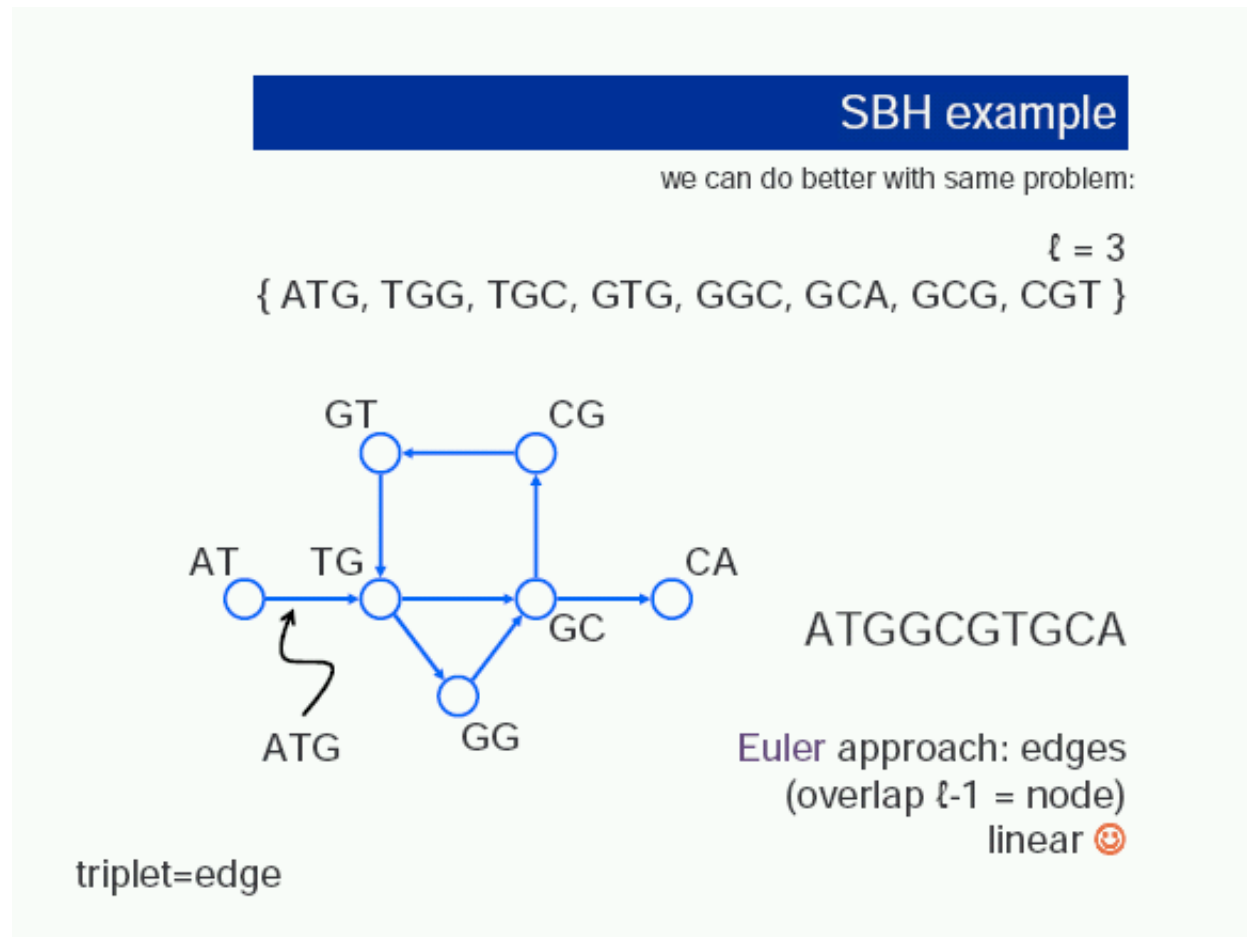 SBH example
we can do better with same problem:
ℓ = 3
{ ATG, TGG, TGC, GTG, GGC, GCA, GCG, CGT }
GT
CG
AT
TG
CA
GC
ATGGCGTGCA
ATG
GG
Euler approach: edges
(overlap ℓ-1 = node)
linear ☺
triplet=edge